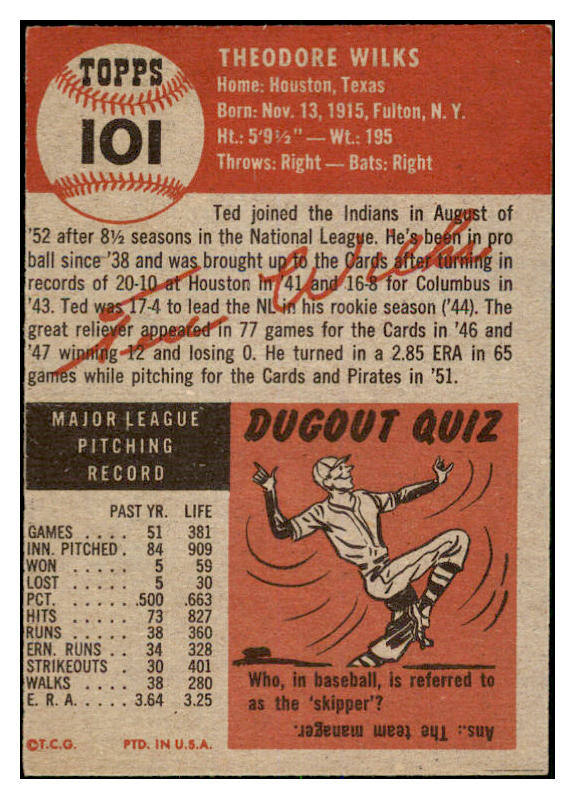 TOPPS
101
THEODORE WILKS
Home: Houston, Texas
Born: Nov. 13, 1915, Fulton, N. Y.
Ht.: 5'9½" — Wt.: 195
Throws: Right — Bats: Right
Ted joined the Indians in August of
'52 after 8½ seasons in the National League. He's been in pro
ball since '38 and was brought up to the Cards after turning in
records of 20-10 at Houston in '41 and 16-8 for Columbus in
'43. Ted was 17-4 to lead the NL in his rookie season ('44). The
great reliever appeared in 77 games for the Cards in '46 and
'47 winning 12 and losing 0. He turned in a 2.85 ERA in 65
games while pitching for the Cards and Pirates in '51.
Ted Wilks
MAJOR LEAGUE
PITCHING
RECORD
PAST YR. LIFE
GAMES . . . . 51 381
INN. PITCHED . 84 909
WON . . . . . 5 59
LOST . . . . . 5 30
PCT. . . . . . .500 .663
HITS . . . . . 73 827
RUNS . . . . . 38 360
ERN. RUNS . . 34 328
STRIKEOUTS . 30 401
WALKS . . . . 38 280
E. R. A. . . . . 3.64 3.25
©T.C.G. PTD. IN U.S.A.
DUGOUT QUIZ
Who, in baseball, is referred to
as the 'skipper'?
Ans.: The team manager.